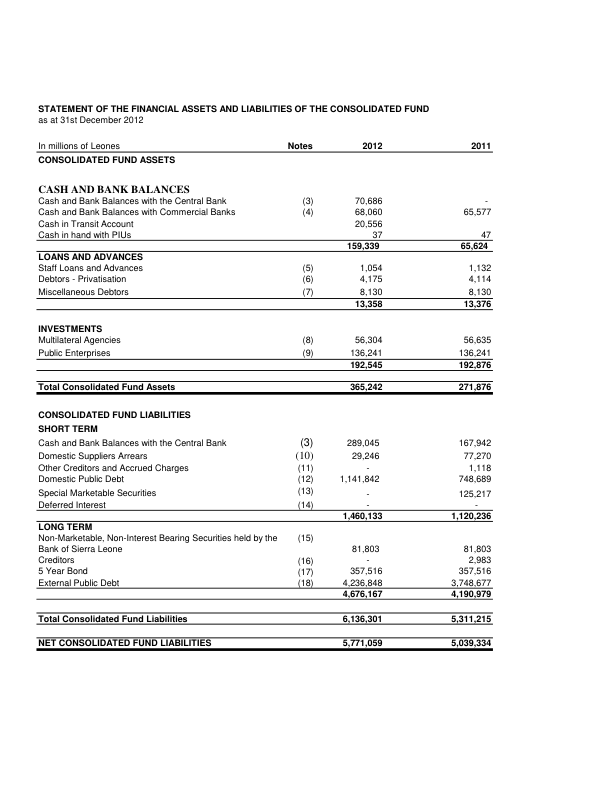 STATEMENT OF THE FINANCIAL ASSETS AND LIABILITIES OF THE CONSOLIDATED FUND
as at 31st December 2012
In millions of Leones Notes 2012 2011
CONSOLIDATED FUND ASSETS
CASH AND BANK BALANCES
Cash and Bank Balances with the Central Bank (3) 70,686 -
Cash and Bank Balances with Commercial Banks (4) 68,060 65,577
Cash in Transit Account 20,556
Cash in hand with PIUs 37 47
159,339 65,624
LOANS AND ADVANCES
Staff Loans and Advances (5) 1,054 1,132
Debtors - Privatisation (6) 4,175 4,114
Miscellaneous Debtors (7) 8,130 8,130
13,358 13,376
INVESTMENTS
Multilateral Agencies (8) 56,304 56,635
Public Enterprises (9) 136,241 136,241
192,545 192,876
Total Consolidated Fund Assets 365,242 271,876
CONSOLIDATED FUND LIABILITIES
SHORT TERM
Cash and Bank Balances with the Central Bank (3) 289,045 167,942
Domestic Suppliers Arrears (10) 29,246 77,270
Other Creditors and Accrued Charges (11) - 1,118
Domestic Public Debt (12) 1,141,842 748,689
Special Marketable Securities (13) - 125,217
Deferred Interest (14) - -
1,460,133 1,120,236
LONG TERM
Non-Marketable, Non-Interest Bearing Securities held by the (15)
Bank of Sierra Leone 81,803 81,803
Creditors (16) - 2,983
5 Year Bond (17) 357,516 357,516
External Public Debt (18) 4,236,848 3,748,677
4,676,167 4,190,979
Total Consolidated Fund Liabilities 6,136,301 5,311,215
NET CONSOLIDATED FUND LIABILITIES 5,771,059 5,039,334